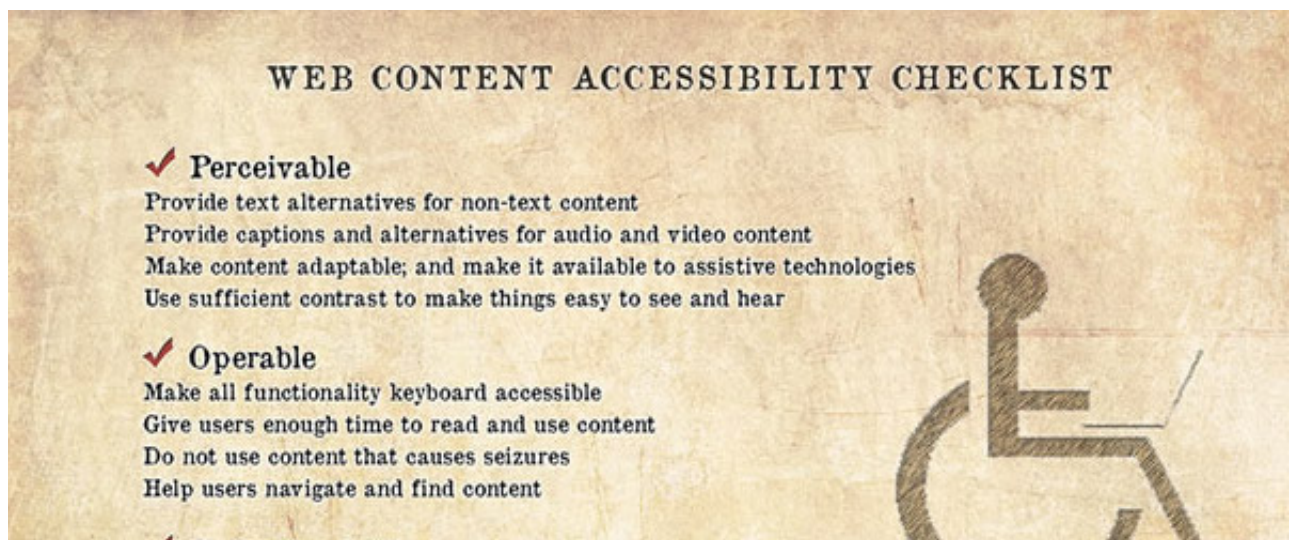 WEB CONTENT ACCESSIBILITY CHECKLIST
Perceivable
Provide text alternatives for non-text content
Provide captions and alternatives for audio and video content
Make content adaptable; and make it available to assistive technologies
Use sufficient contrast to make things easy to see and hear
Operable
Make all functionality keyboard accessible
Give users enough time to read and use content
Do not use content that causes seizures
Help users navigate and find content